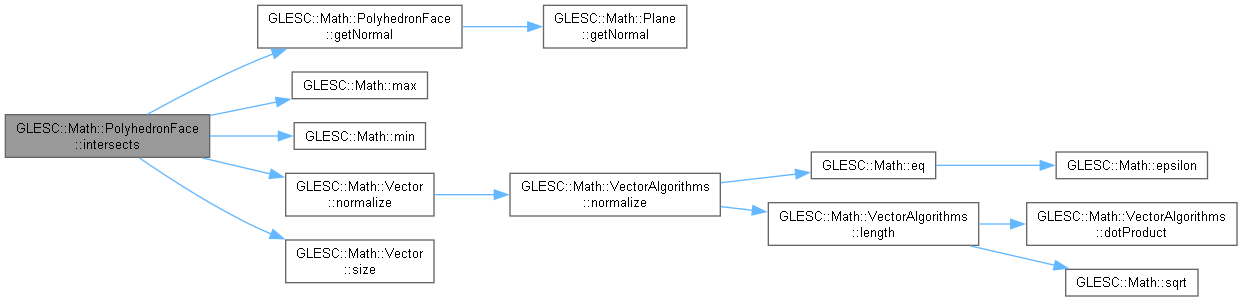 GLESC::Math::PolyhedronFace
::intersects
GLESC::Math::PolyhedronFace
::getNormal
GLESC::Math::Plane
::getNormal
GLESC::Math::max
GLESC::Math::min
GLESC::Math::Vector
::normalize
GLESC::Math::VectorAlgorithms
::normalize
GLESC::Math::eq
GLESC::Math::epsilon
GLESC::Math::VectorAlgorithms
::length
GLESC::Math::VectorAlgorithms
::dotProduct
GLESC::Math::sqrt
GLESC::Math::Vector
::size